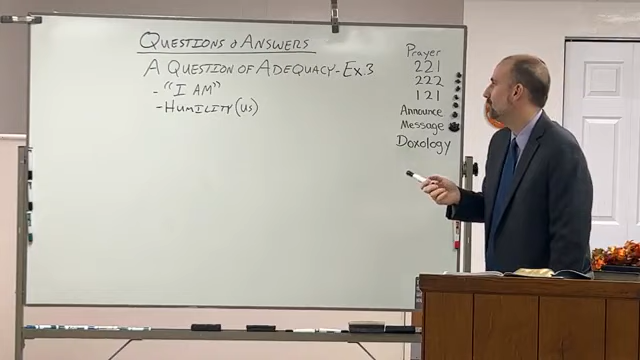 QUESTIONS & ANSWERS
A QUESTION OF ADEQUACY-EX.3
- "I AM"
- HUMILITY (US)
Prayer
221
222
121
Announce
Message
Doxology